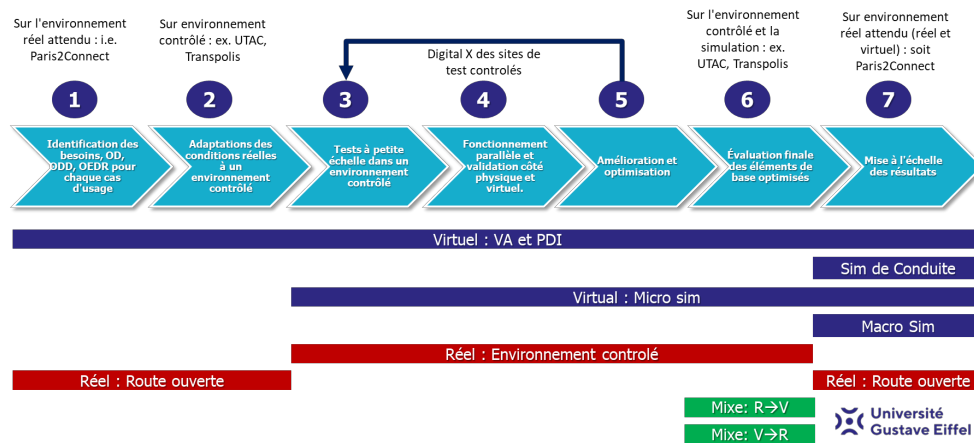 Sur l'environnement
réel attendu : i.e.
Paris2Connect
Sur environnement
contrôlé : ex. UTAC,
Transpolis
Digital X des sites de
test controlés
Sur l'environnement
contrôlé et la
simulation : ex.
UTAC, Transpolis
Sur environnement
réel attendu (réel et
virtuel) : soit
Paris2Connect
1
2
3
4
5
6
7
Identification des
besoins, OD,
ODD, OEDR pour
chaque cas
d'usage
Adaptations des
conditions réelles
à un
environnement
contrôlé
Tests à petite
échelle dans un
environnement
contrôlé
Fonctionnement
parallèle et
validation côté
physique et
virtuel.
Amélioration et
optimisation
Évaluation finale
des éléments de
base optimisés
Mise à l'échelle
des résultats
Virtuel : VA et PDI
Sim de Conduite
Virtual : Micro sim
Macro Sim
Réel : Environnement controlé
Réel : Route ouverte
Réel : Route ouverte
Mixe: R→V
Mixe: V→R
Université
Gustave Eiffel